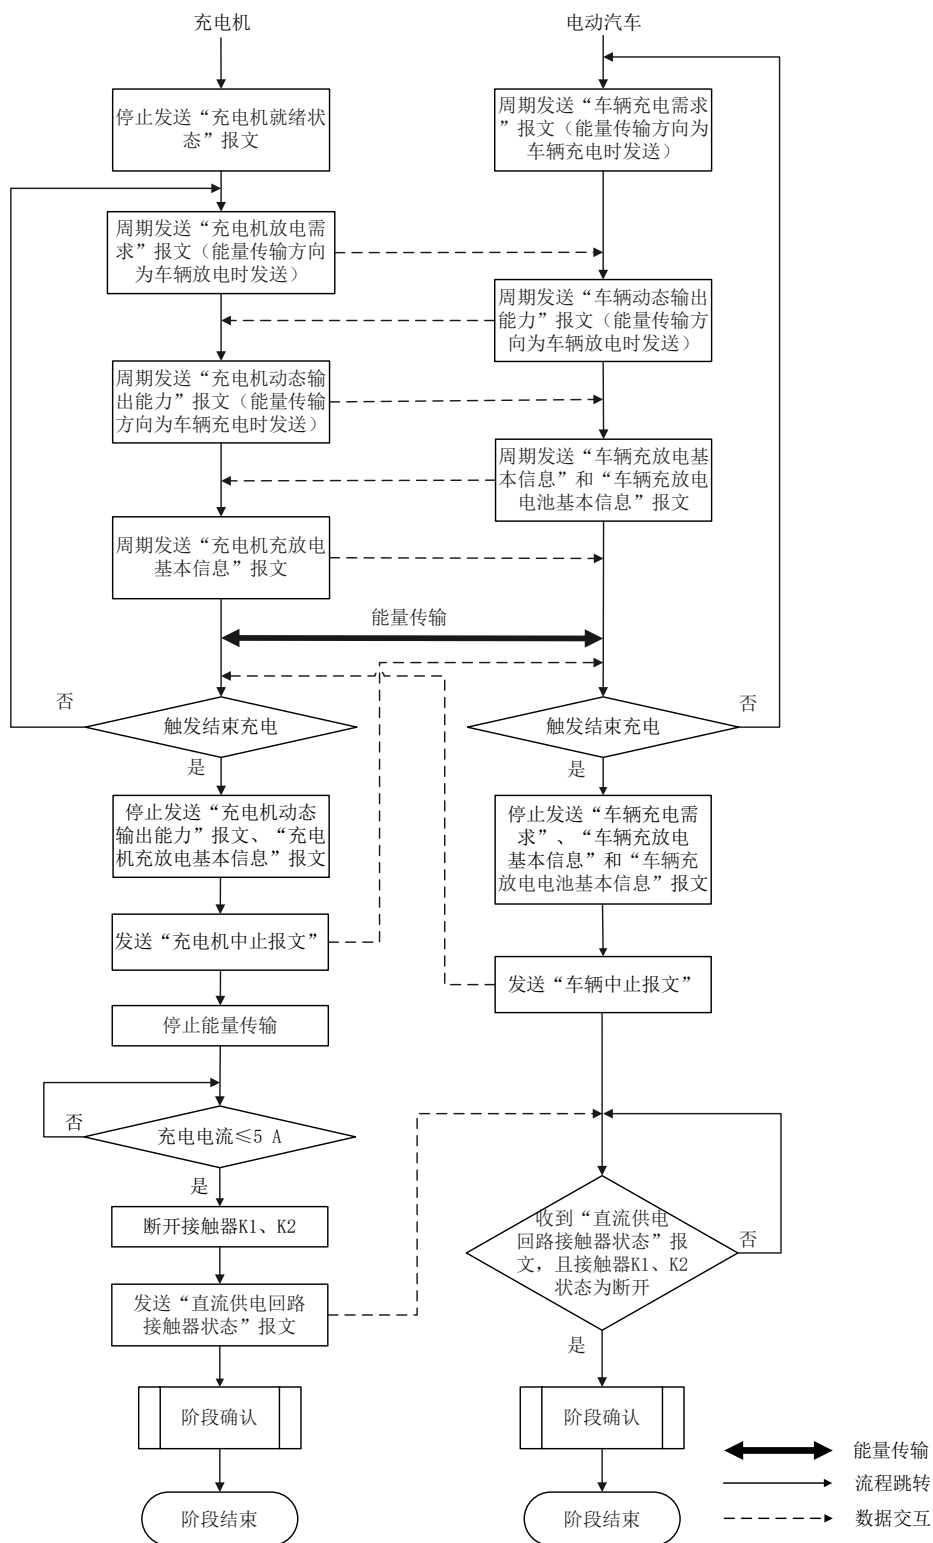 充电机
电动汽车
停止发送“充电机就绪状
态”报文
周期发送“车辆充电需求
”报文（能量传输方向为
车辆充电时发送）
周期发送“充电机放电需
求”报文（能量传输方向
为车辆放电时发送）
周期发送“车辆动态输出
能力”报文（能量传输方
向为车辆放电时发送）
周期发送“充电机动态输
出能力”报文（能量传输
方向为车辆充电时发送）
周期发送“车辆充放电基
本信息”和“车辆充放电
电池基本信息”报文
周期发送“充电机充放电
基本信息”报文
能量传输
否
触发结束充电
是
触发结束充电
否
是
停止发送“充电机动态
输出能力”报文、“充电
机充放电基本信息”报文
停止发送“车辆充电需
求”、“车辆充放电
基本信息”和“车辆充
放电电池基本信息”报文
发送“充电机中止报文”
发送“车辆中止报文”
停止能量传输
否
充电电流≤5 A
是
断开接触器K1、K2
收到“直流供电
回路接触器状态”报
文，且接触器K1、K2
状态为断开
否
是
发送“直流供电回路
接触器状态”报文
阶段确认
阶段确认
阶段结束
阶段结束
能量传输
流程跳转
数据交互